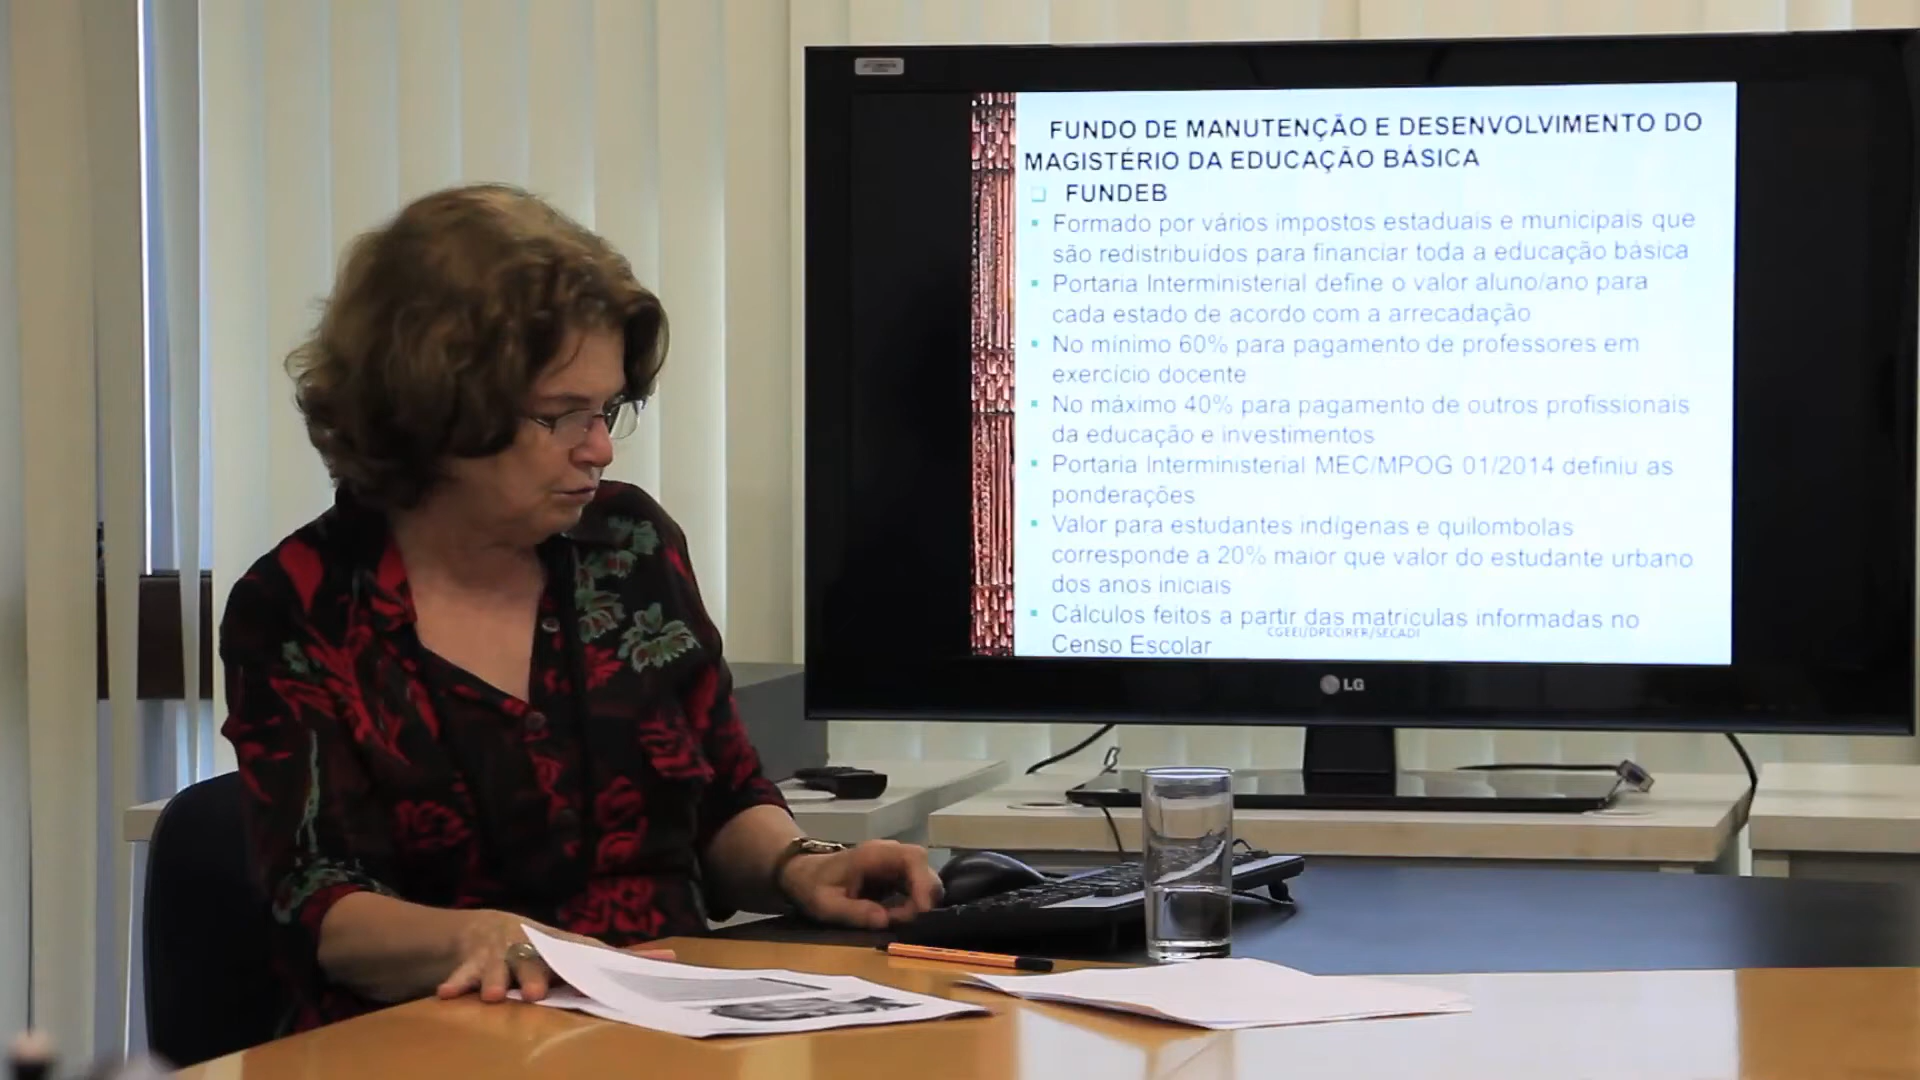 FUNDO DE MANUTENÇÃO E DESENVOLVIMENTO DO
MAGISTÉRIO DA EDUCAÇÃO BÁSICA
FUNDEB
Formado por vários impostos estaduais e municipais que
são redistribuídos para financiar toda a educação básica
Portaria Interministerial define o valor aluno/ano para
cada estado de acordo com a arrecadação
No mínimo 60% para pagamento de professores em
exercício docente
No máximo 40% para pagamento de outros profissionais
da educação e investimentos
Portaria Interministerial MEC/MPOG 01/2014 definiu as
ponderações
Valor para estudantes indígenas e quilombolas
corresponde a 20% maior que valor do estudante urbano
dos anos iniciais
Cálculos feitos a partir das matrículas informadas no
CGEEI/DPECIRER/SECADI
Censo Escolar
LG